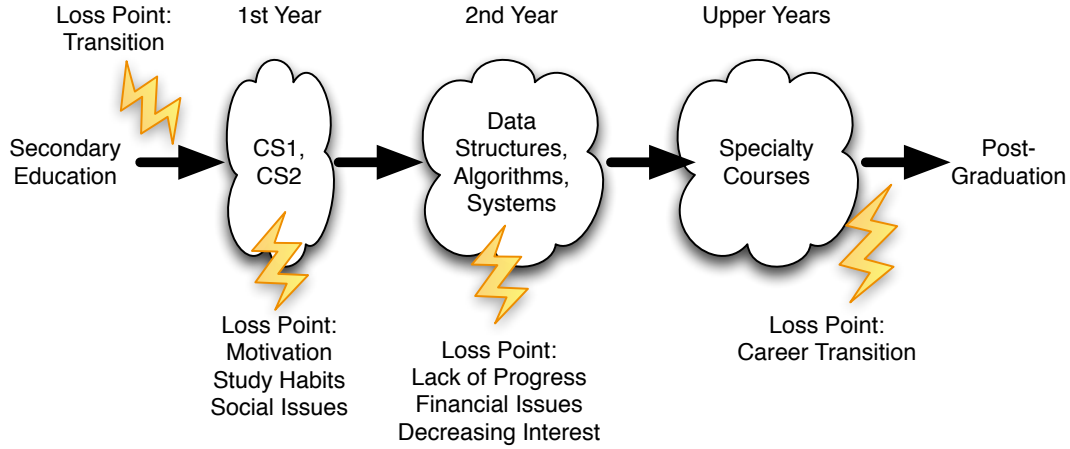 Loss Point:
Transition
1st Year
2nd Year
Upper Years
Secondary
Education
CS1,
CS2
Data
Structures,
Algorithms,
Systems
Specialty
Courses
Post-
Graduation
Loss Point:
Motivation
Study Habits
Social Issues
Loss Point:
Lack of Progress
Financial Issues
Decreasing Interest
Loss Point:
Career Transition